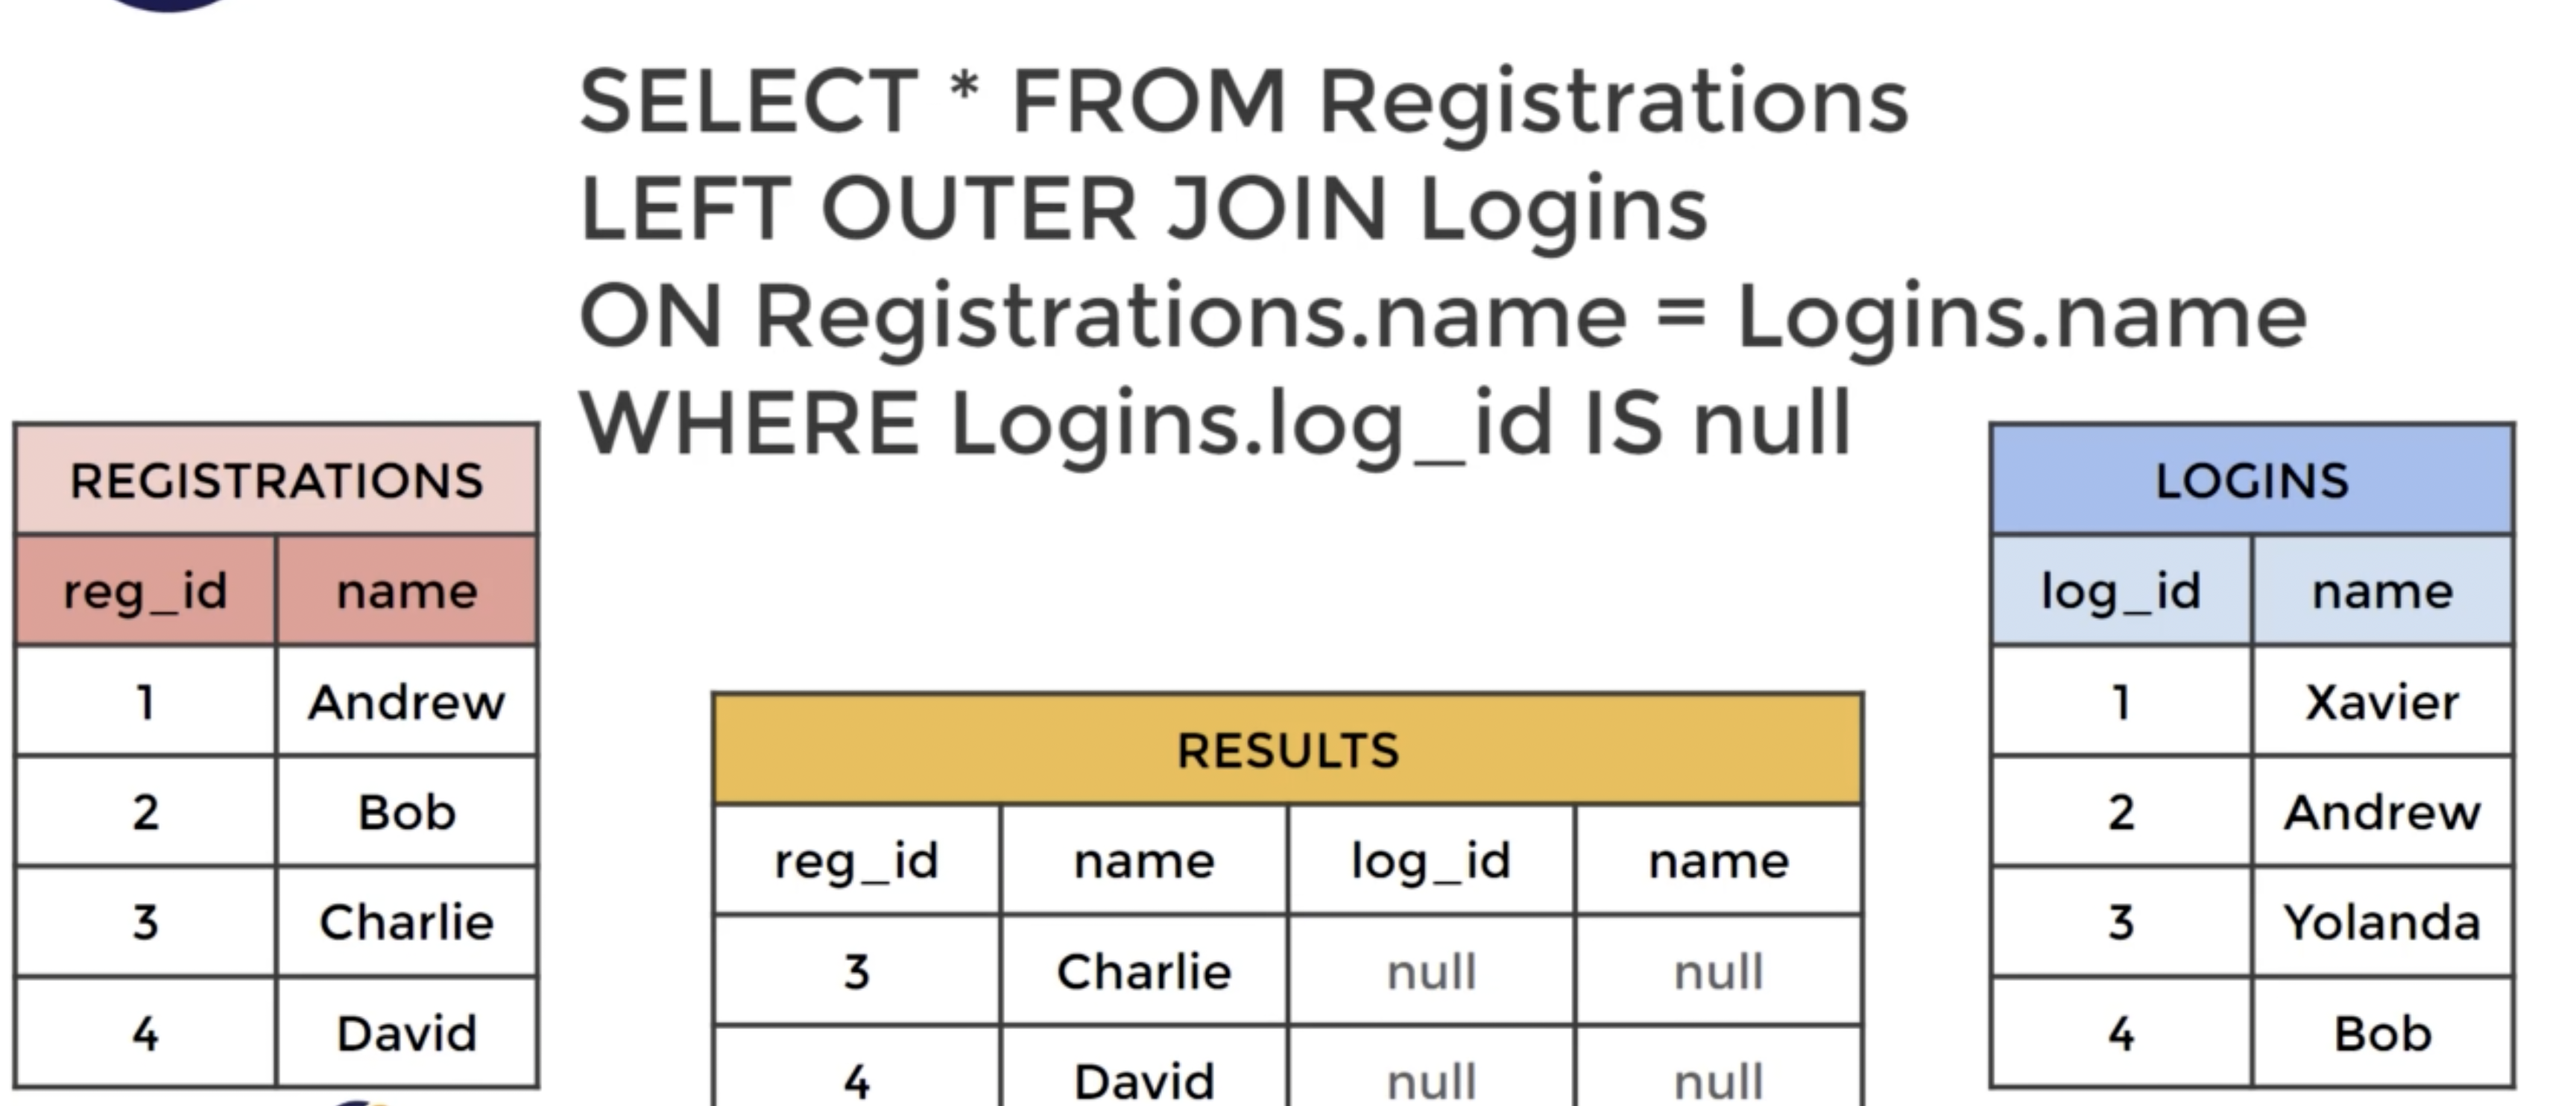 SELECT * FROM Registrations
LEFT OUTER JOIN Logins
ON Registrations.name = Logins.name
WHERE Logins.log_id IS null
REGISTRATIONS
reg_id name
1 Andrew
2 Bob
3 Charlie
4 David
RESULTS
reg_id name log_id name
3 Charlie null null
4 David null null
LOGINS
log_id name
1 Xavier
2 Andrew
3 Yolanda
4 Bob